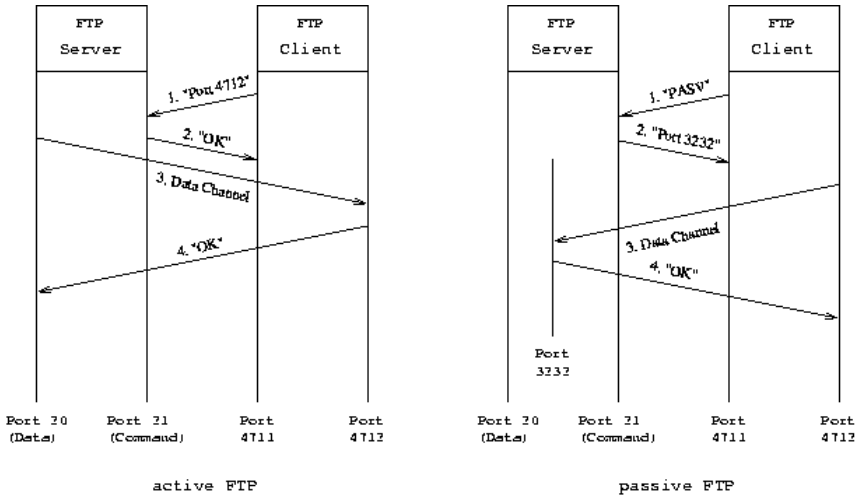 FTP
Server
FTP
Client
1. "Port 4712"
2. "OK"
3. Data Channel
4. "OK"
Port 20
(Data)
Port 21
(Command)
Port
4711
Port
4712
active FTP
FTP
Server
FTP
Client
1. "PASV"
2. "Port 3232"
3. Data Channel
4. "OK"
Port
3232
Port 20
(Data)
Port 21
(Command)
Port
4711
Port
4712
passive FTP